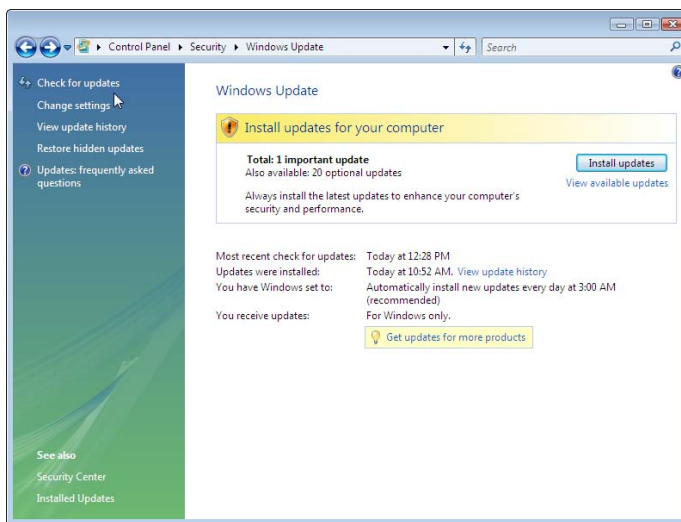 Control Panel Security Windows Update
Search
Check for updates
Change settings
View update history
Restore hidden updates
Updates: frequently asked
questions
See also
Security Center
Installed Updates
Windows Update
Install updates for your computer
Total: 1 important update
Also available: 20 optional updates
Install updates
View available updates
Always install the latest updates to enhance your computer's
security and performance.
Most recent check for updates: Today at 12:28 PM
Updates were installed: Today at 10:52 AM. View update history
You have Windows set to: Automatically install new updates every day at 3:00 AM
(recommended)
You receive updates: For Windows only.
Get updates for more products